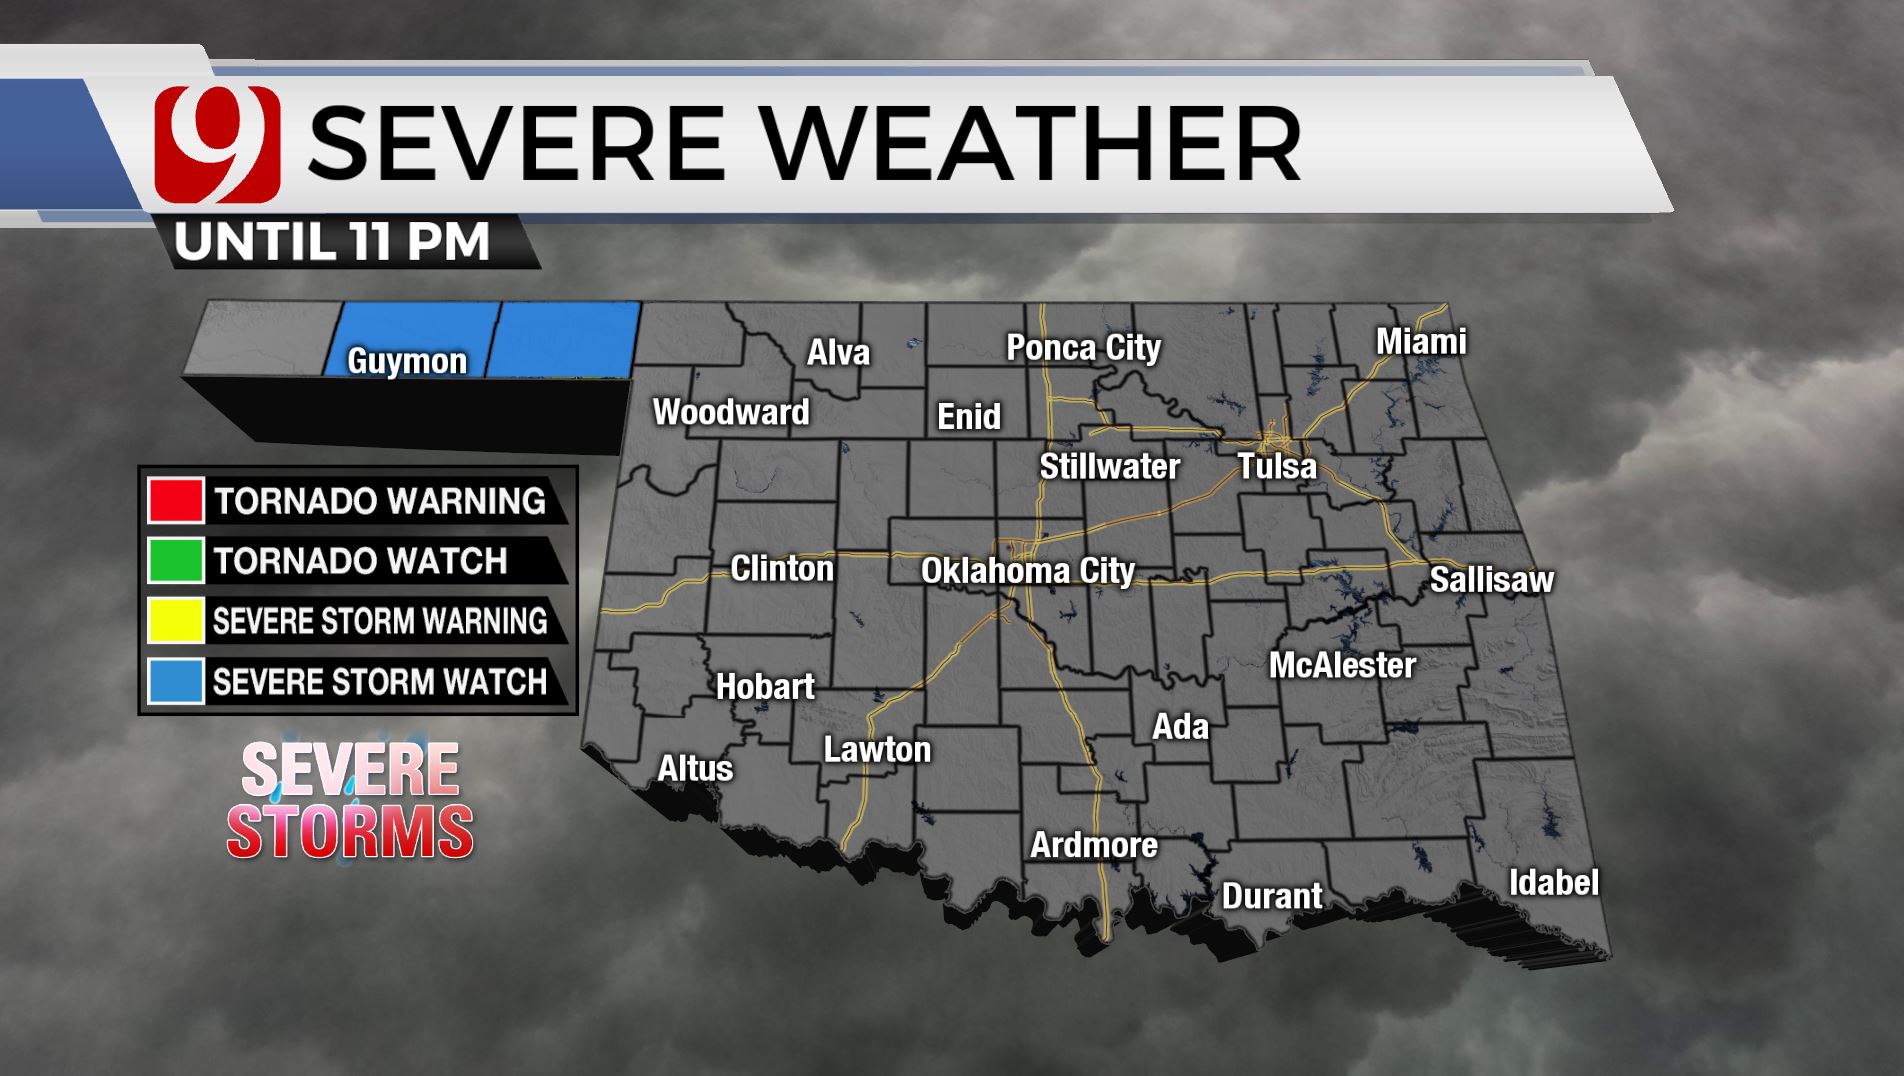 9 SEVERE WEATHER
UNTIL 11 PM
Guymon
Alva
Ponca City
Miami
Woodward
Enid
Stillwater
Tulsa
Clinton
Oklahoma City
Sallisaw
Hobart
McAlester
Altus
Lawton
Ada
Ardmore
Durant
Idabel
TORNADO WARNING
TORNADO WATCH
SEVERE STORM WARNING
SEVERE STORM WATCH
SEVERE
STORMS